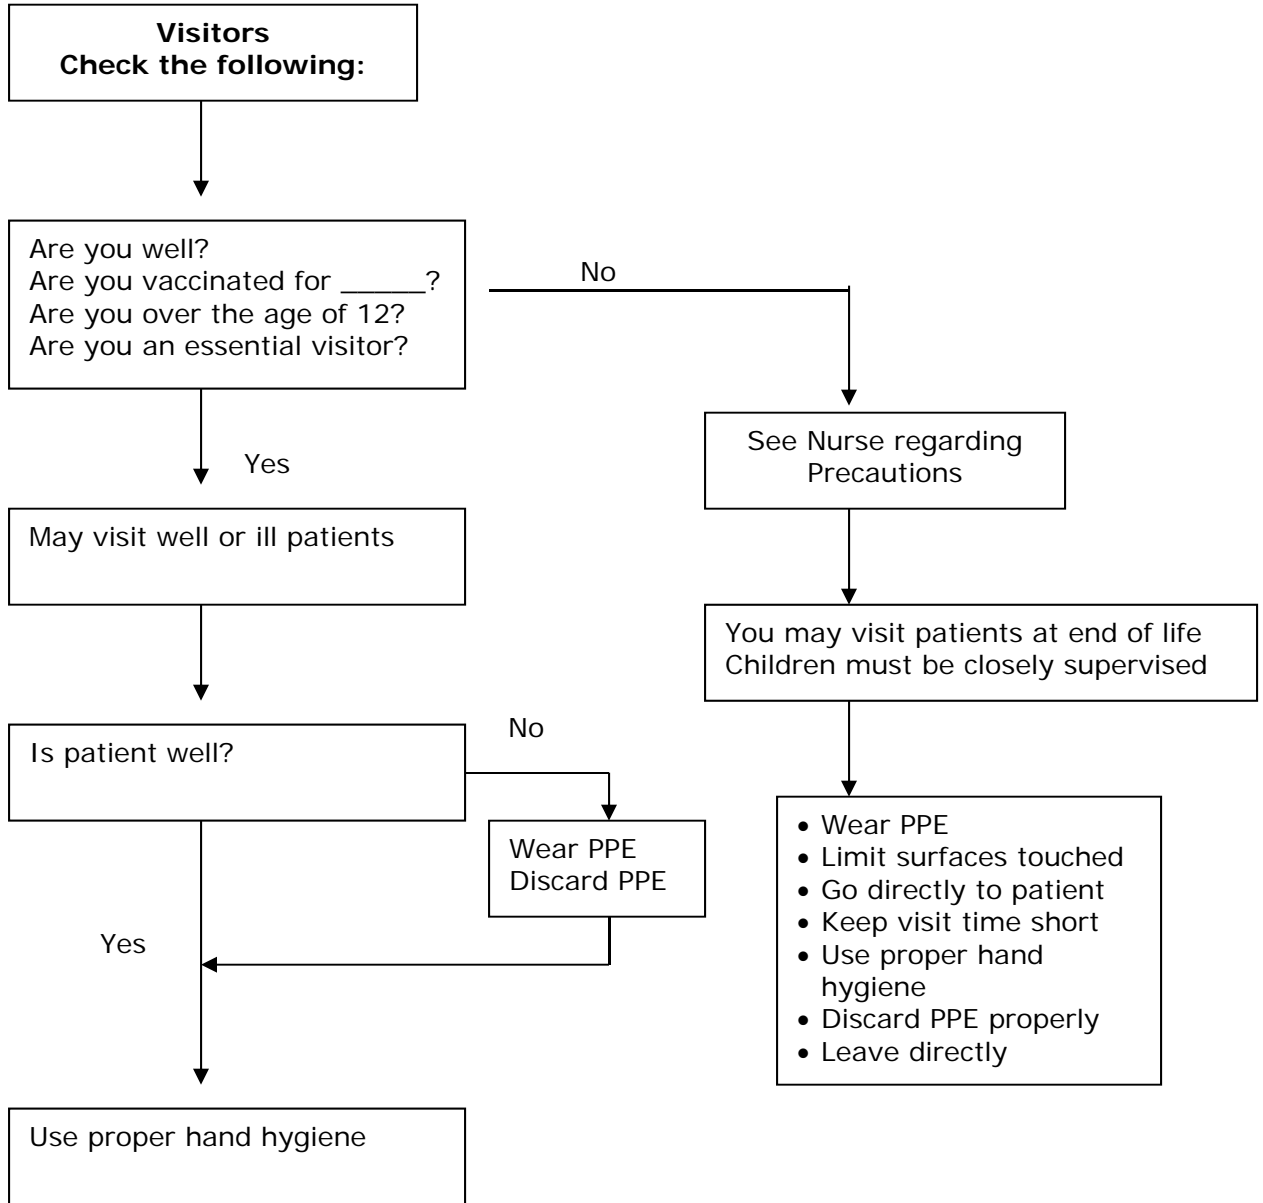 Visitors
Check the following:
Are you well?
Are you vaccinated for _____?
Are you over the age of 12?
Are you an essential visitor?
No
Yes
See Nurse regarding
Precautions
May visit well or ill patients
You may visit patients at end of life
Children must be closely supervised
Is patient well?
No
Wear PPE
Discard PPE
Yes
• Wear PPE
• Limit surfaces touched
• Go directly to patient
• Keep visit time short
• Use proper hand
hygiene
• Discard PPE properly
• Leave directly
Use proper hand hygiene